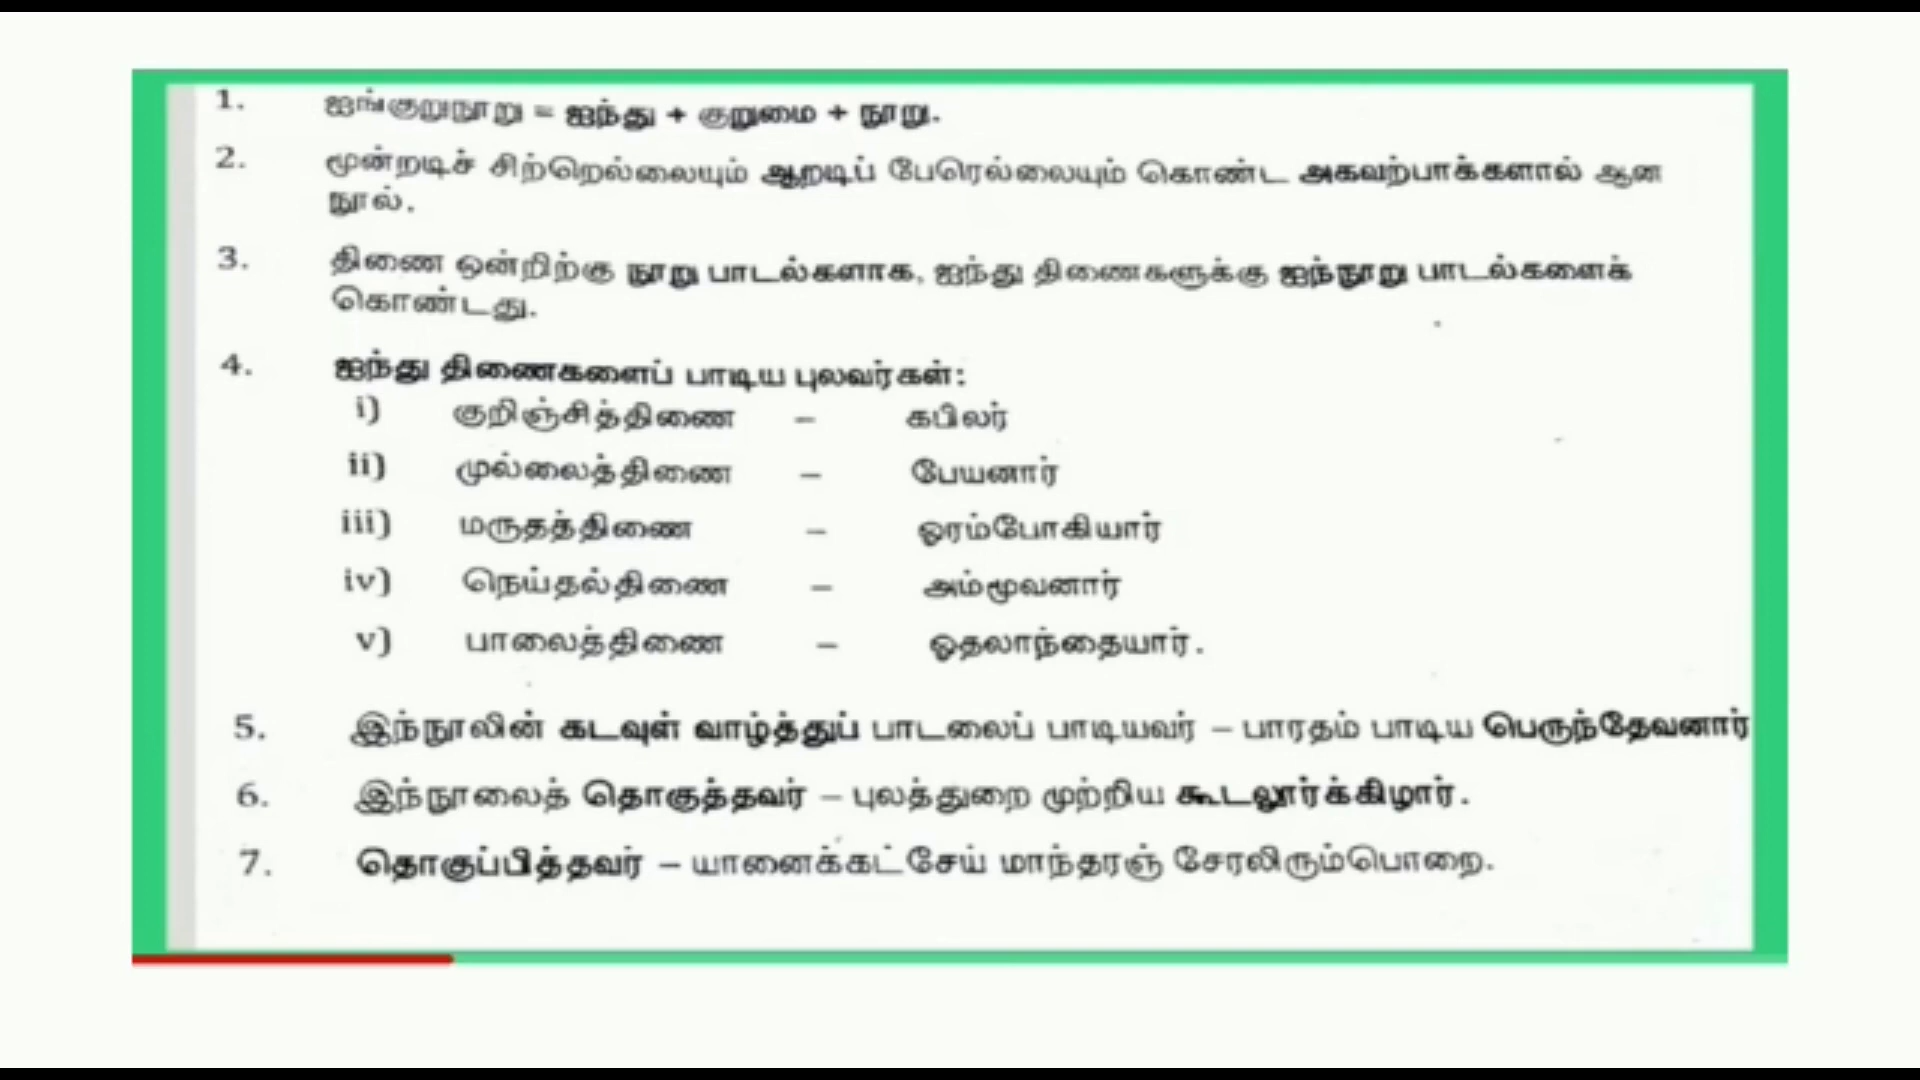 1. ஐங்குறுநூறு = ஐந்து + குறுமை + நூறு.
2. மூன்றடிச் சிற்றெல்லையும் ஆறடிப் பேரெல்லையும் கொண்ட அகவற்பாக்களால் ஆன
நூல்.
3. திணை ஒன்றிற்கு நூறு பாடல்களாக, ஐந்து திணைகளுக்கு ஐந்நூறு பாடல்களைக்
கொண்டது.
4. ஐந்து திணைகளைப் பாடிய புலவர்கள்:
i) குறிஞ்சித்திணை – கபிலர்
ii) முல்லைத்திணை – பேயனார்
iii) மருதத்திணை – ஓரம்போகியார்
iv) நெய்தல்திணை – அம்மூவனார்
v) பாலைத்திணை – ஓதலாந்தையார்.
5. இந்நூலின் கடவுள் வாழ்த்துப் பாடலைப் பாடியவர் – பாரதம் பாடிய பெருந்தேவனார்
6. இந்நூலைத் தொகுத்தவர் – புலத்துறை முற்றிய கூடலூர்க்கிழார்.
7. தொகுப்பித்தவர் – யானைக்கட்சேய் மாந்தரஞ் சேரலிரும்பொறை.